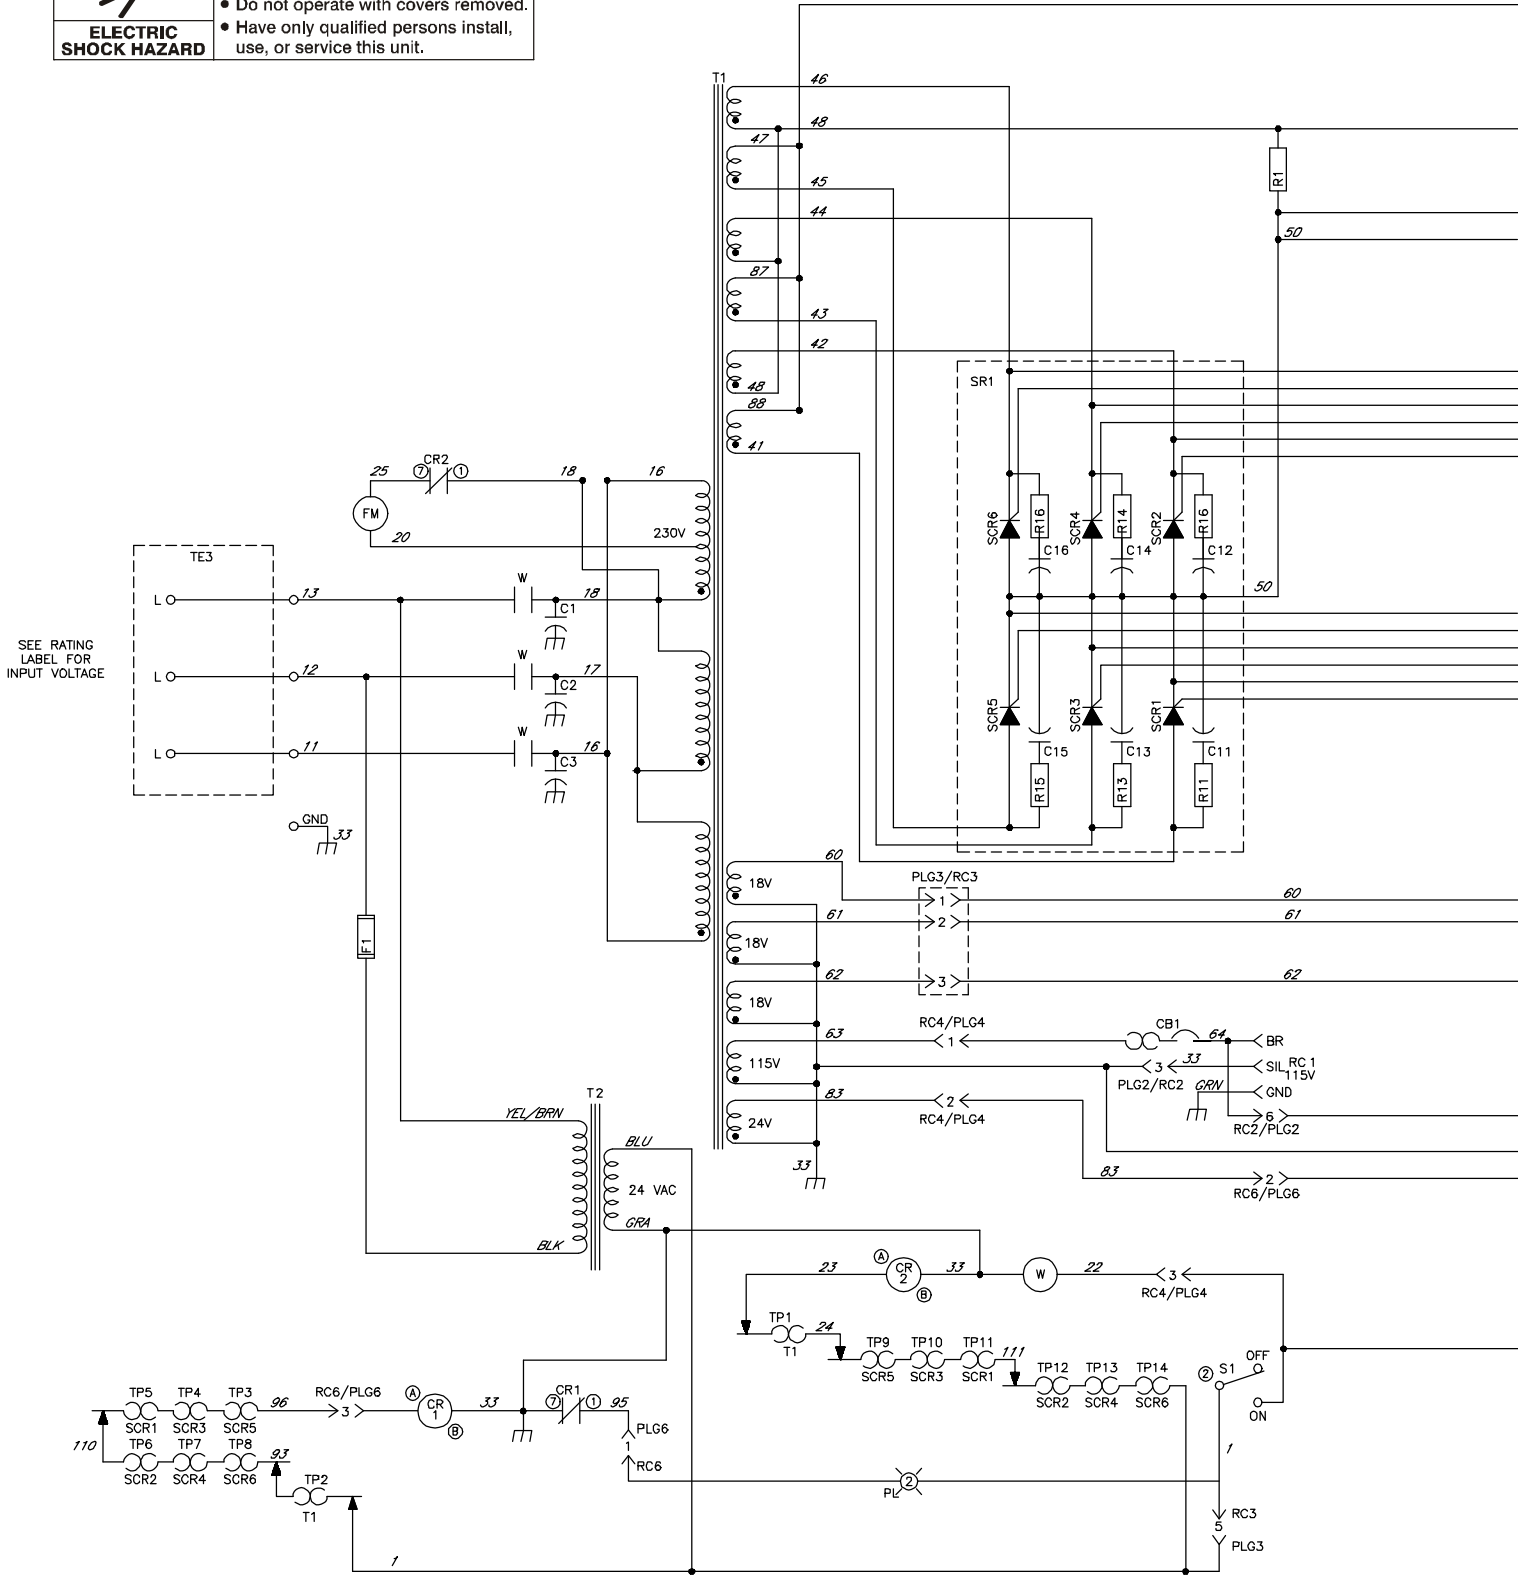 • Do not operate with covers removed.
• Have only qualified persons install,
use, or service this unit.
ELECTRIC
SHOCK HAZARD
T1
46
48
47
45
R1
44
50
87
43
42
SR1
48
88
41
CR2
25
7
1
18
16
FM
230V
20
SCR6
R16
C16
SCR4
R14
C14
SCR2
R16
C12
TE3
W
L
13
C1
18
50
SEE RATING
LABEL FOR
INPUT VOLTAGE
W
L
12
C2
17
W
L
11
C3
16
SCR5
C15
R15
SCR3
C13
R13
SCR1
C11
R11
GND
33
60
18V
PLG3/RC3
1
60
61
2
61
18V
F1
62
3
62
18V
RC4/PLG4
63
1
CB1
64
BR
115V
3
33
SIL
RC1
115V
PLG2/RC2
GRN
GND
83
2
RC4/PLG4
24V
6
RC2/PLG2
T2
YEL/BRN
BLU
24 VAC
GRA
BLK
33
83
2
RC6/PLG6
23
A
CR
2
B
33
W
22
3
RC4/PLG4
TP1
T1
24
TP9
SCR5
TP10
SCR3
TP11
SCR1
111
TP12
SCR2
TP13
SCR4
TP14
SCR6
2
S1
OFF
ON
TP5
SCR1
TP4
SCR3
TP3
SCR5
96
RC6/PLG6
3
A
CR
1
B
33
7
CR1
1
95
PLG6
1
RC6
110
TP6
SCR2
TP7
SCR4
TP8
SCR6
93
TP2
T1
1
2
PL
RC3
5
PLG3
1